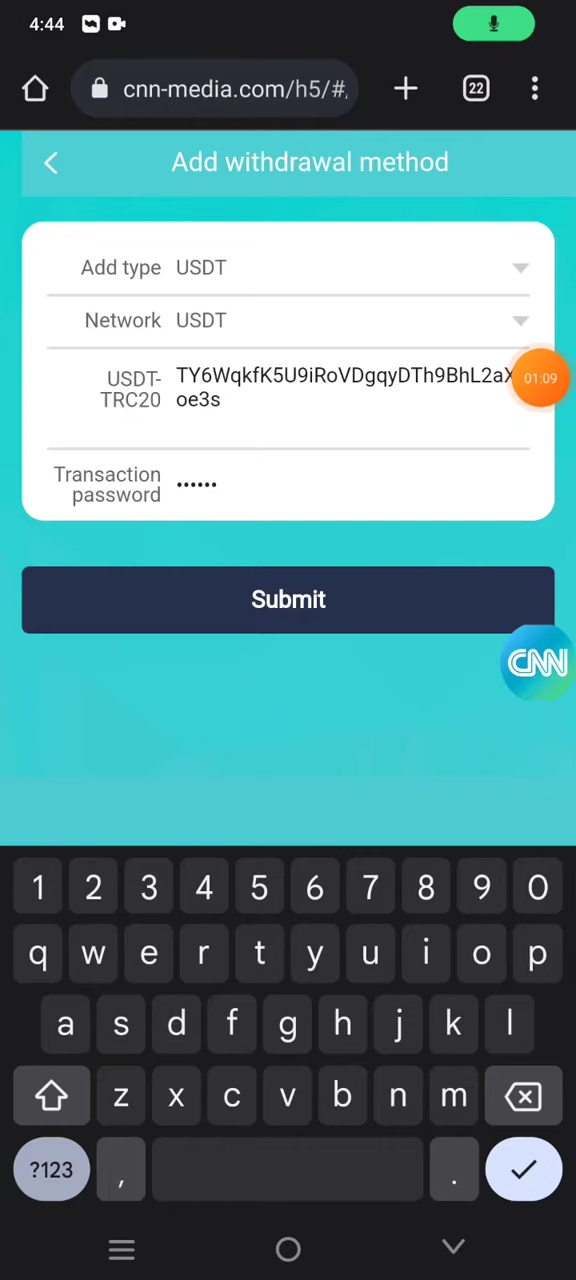 4:44
cnn-media.com/h5/#,
22
Add withdrawal method
Add type USDT
Network USDT
USDT-TRC20
TY6WqkfK5U9iRoVDgqyDTh9BhL2aX
oe3s
01:09
Transaction password ••••••
Submit
CNN
1 2 3 4 5 6 7 8 9 0
q w e r t y u i o p
a s d f g h j k l
z x c v b n m
?123 , .